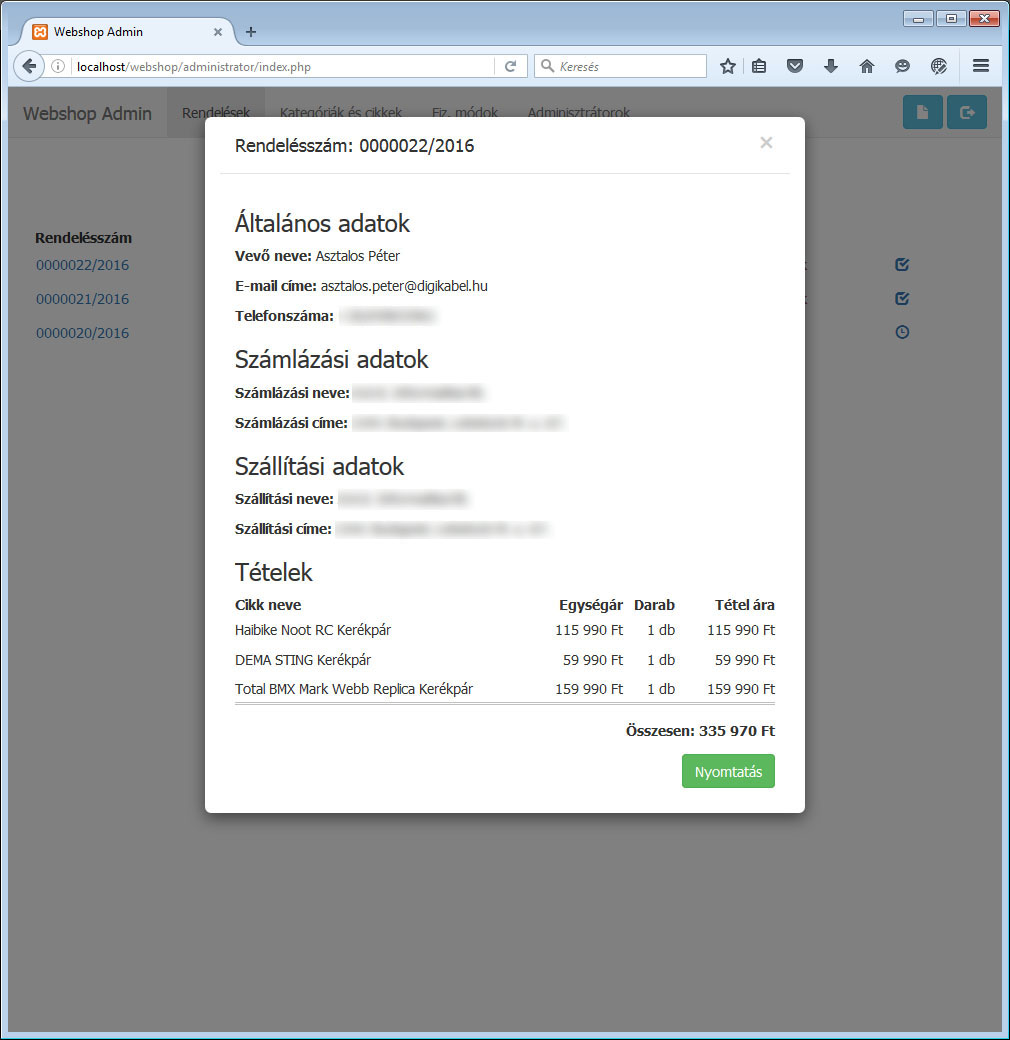 Webshop Admin
localhost/webshop/administrator/index.php
Keresés
Webshop Admin Rendelések Kategóriák és cikkek Fiz. módok Adminisztrátorok
Rendelésszám: 0000022/2016
Rendelésszám
0000022/2016
0000021/2016
0000020/2016
Általános adatok
Vevő neve: Asztalos Péter
E-mail címe: asztalos.peter@digikabel.hu
Telefonszáma:
Számlázási adatok
Számlázási neve:
Számlázási címe:
Szállítási adatok
Szállítási neve:
Szállítási címe:
Tételek
Cikk neve Egységár Darab Tétel ára
Haibike Noot RC Kerékpár 115 990 Ft 1 db 115 990 Ft
DEMA STING Kerékpár 59 990 Ft 1 db 59 990 Ft
Total BMX Mark Webb Replica Kerékpár 159 990 Ft 1 db 159 990 Ft
Összesen: 335 970 Ft
Nyomtatás